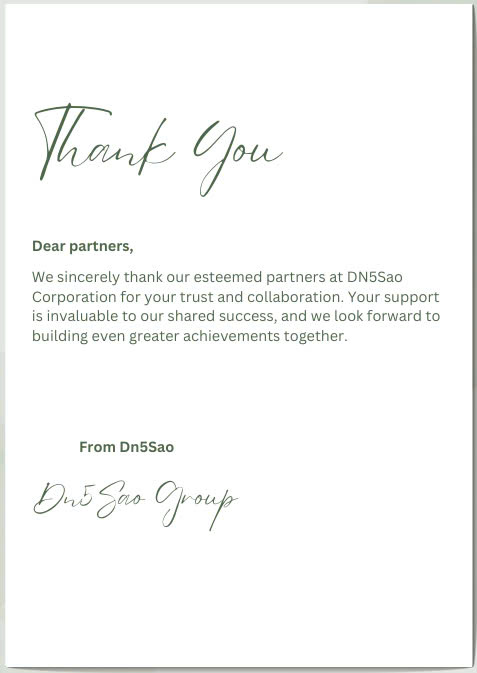 Thank You
Dear partners,
We sincerely thank our esteemed partners at DN5Sao
Corporation for your trust and collaboration. Your support
is invaluable to our shared success, and we look forward to
building even greater achievements together.
From Dn5Sao
Dn5 Sao Group